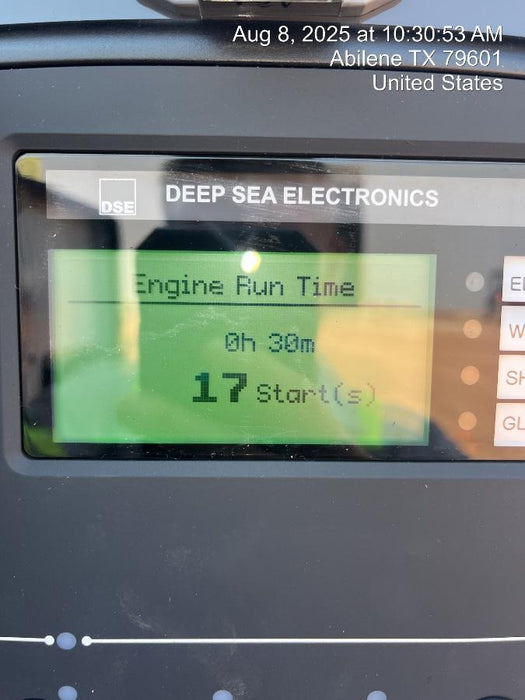 Aug 8, 2025 at 10:30:53 AM
Abilene TX 79601
United States
DSE
DEEP SEA ELECTRONICS
Engine Run Time
0h 30m
17 Start(s)